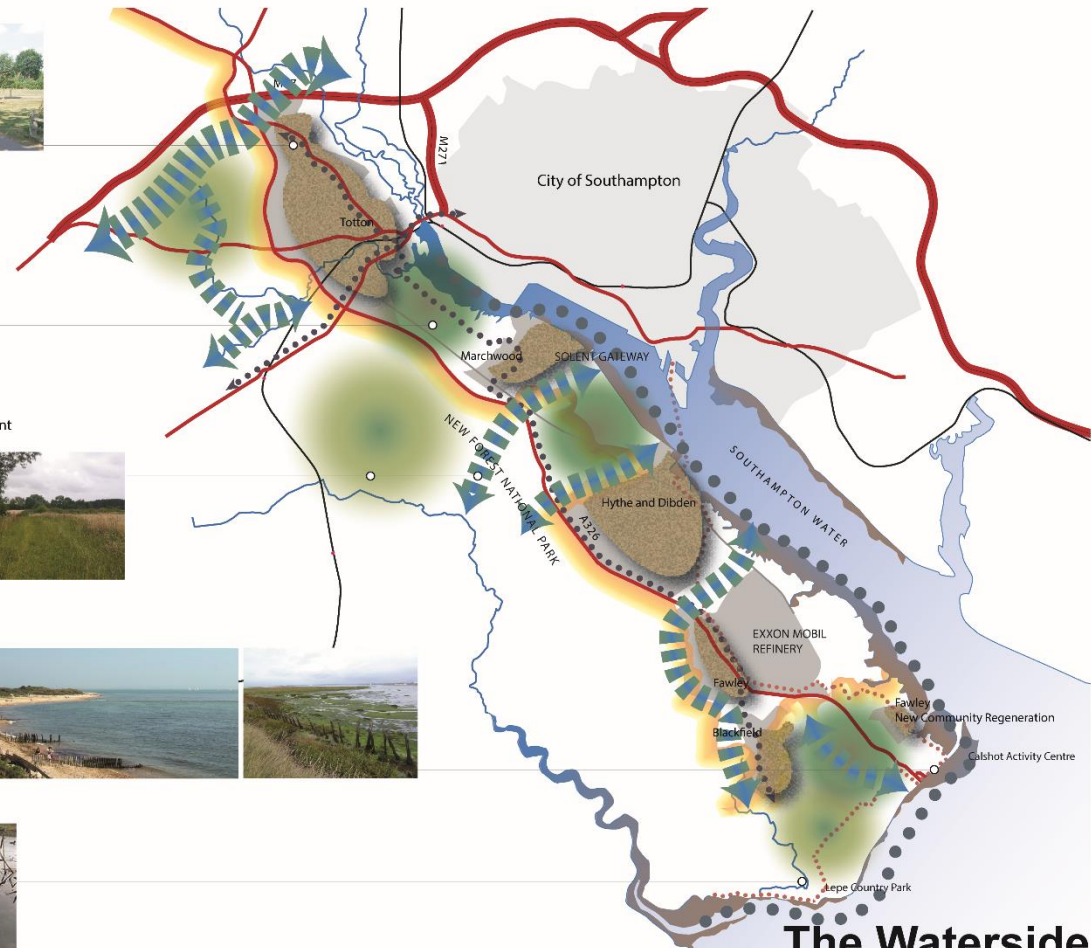 M27
M271
City of Southampton
Totton
Marchwood
SOLENT GATEWAY
nt
NEW FOREST NATIONAL PARK
SOUTHAMPTON WATER
Hythe and Dibden
A326
EXXON MOBIL
REFINERY
Fawley
Fawley
New Community Regeneration
Blackfield
Calshot Activity Centre
Lepe Country Park
The Waterside